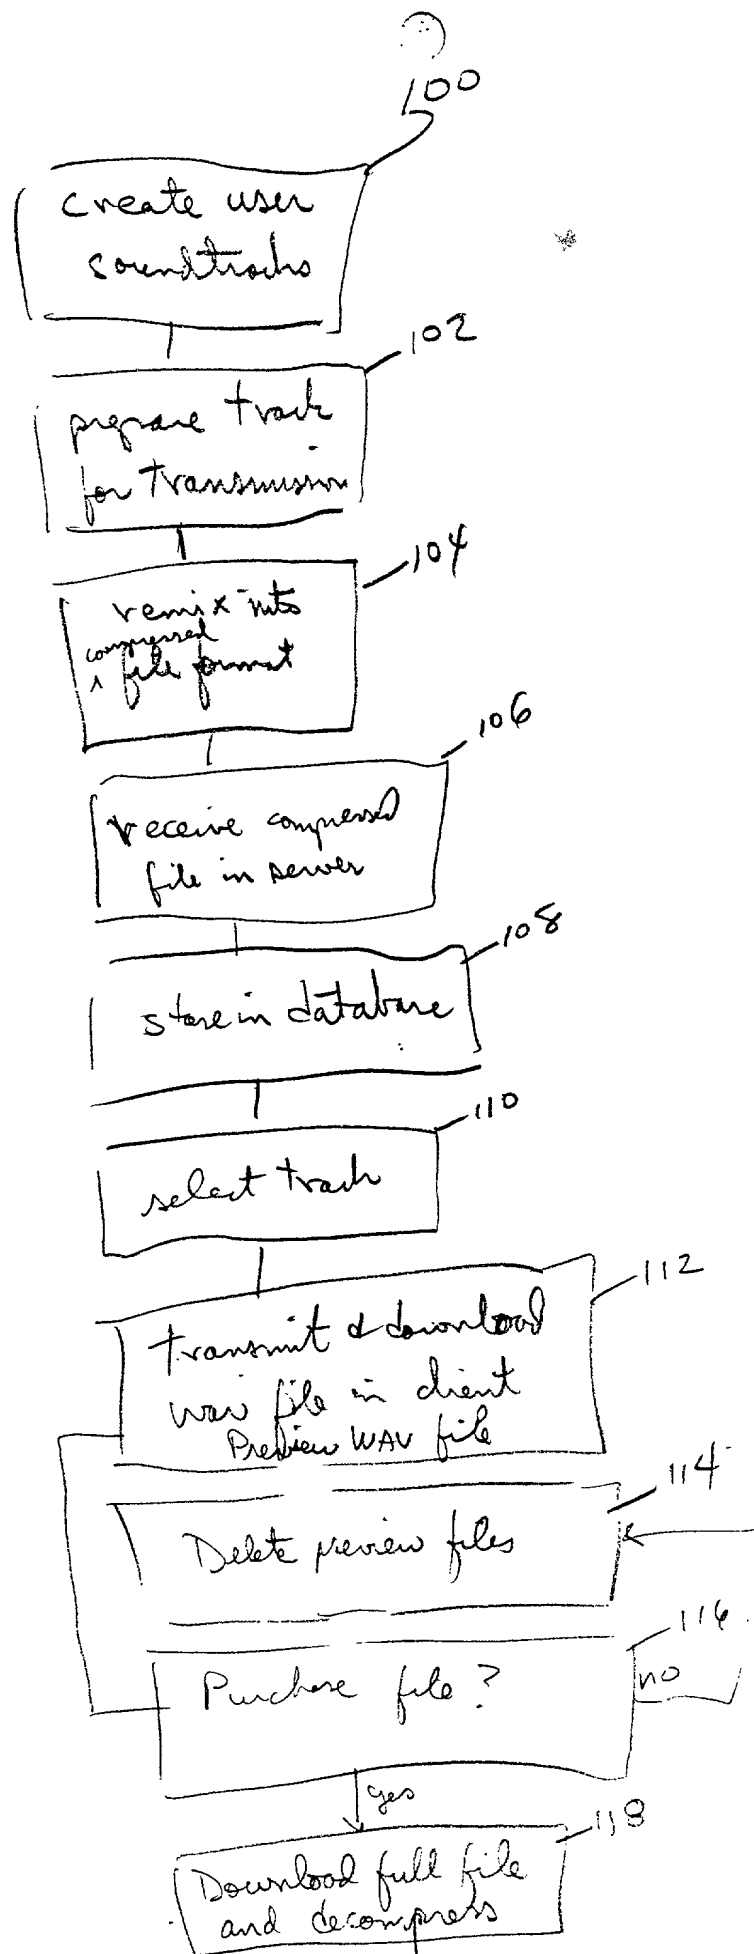 100
create user
soundtracks
102
prepare track
for transmission
104
remix into
compressed
^ file format
106
receive compressed
file in server
108
store in database
110
select track
112
transmit & download
wav file in client
Preview WAV file
114
Delete preview files
116
Purchase file?
no
yes
118
Download full file
and decompress